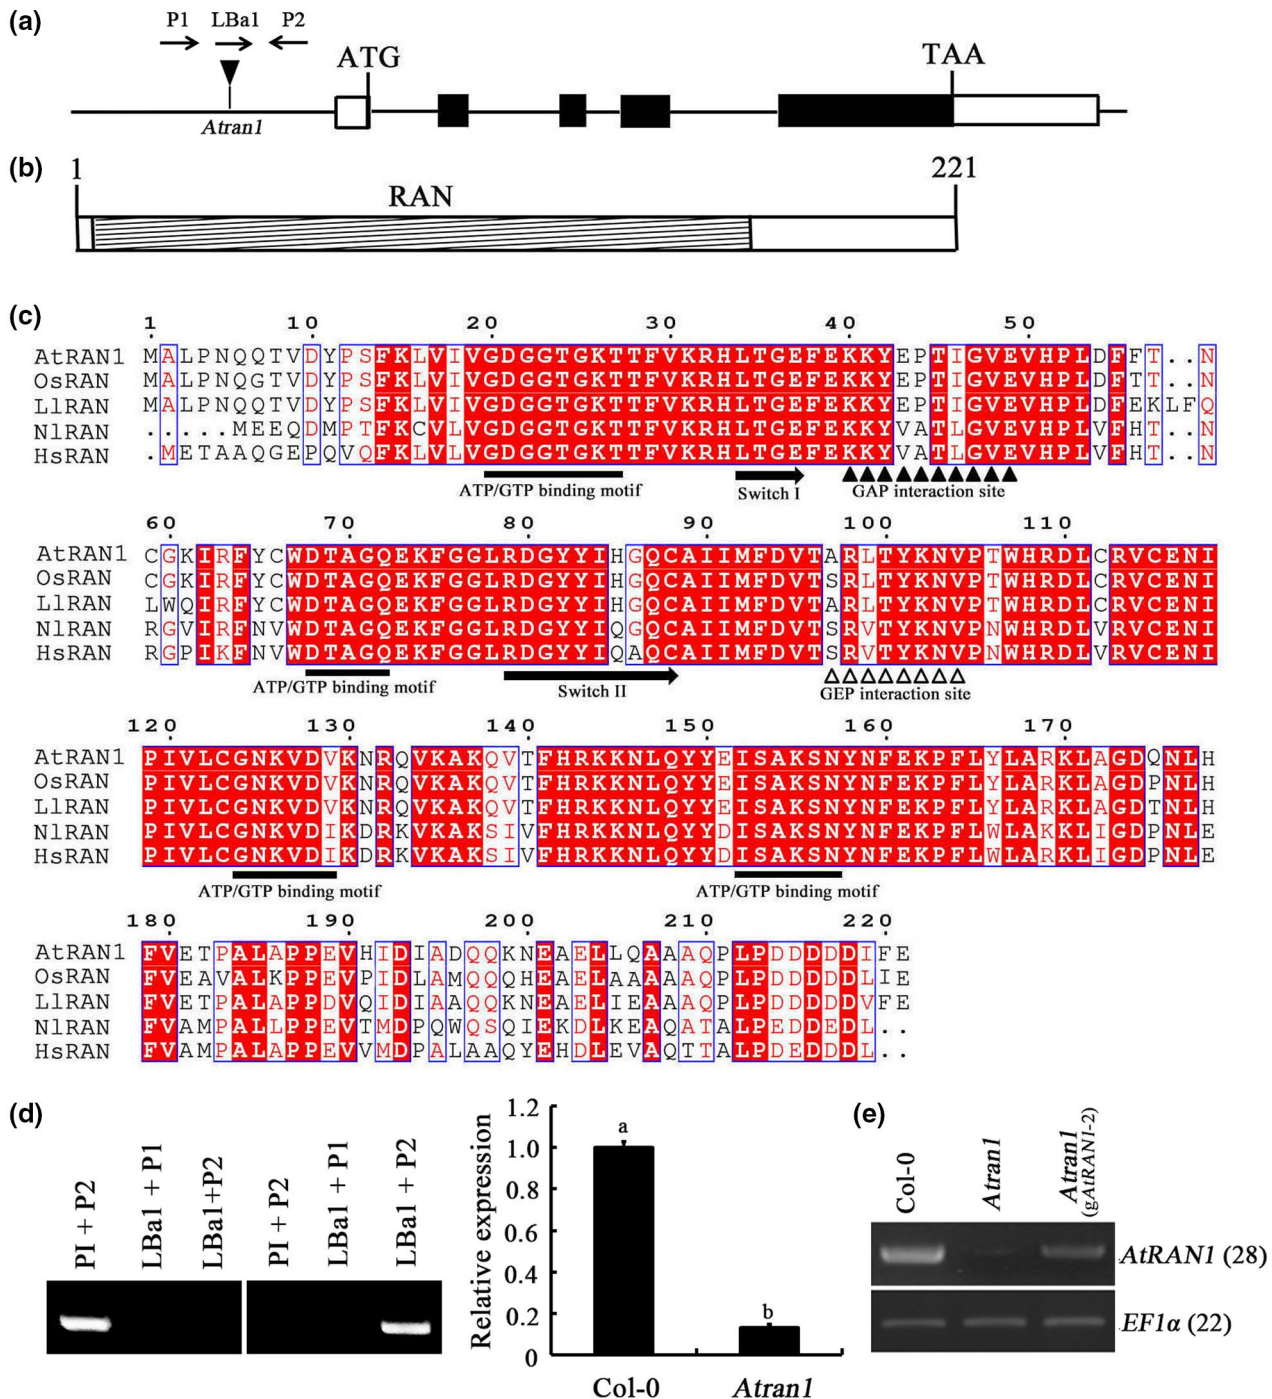 (a)
P1 LBa1 P2
ATG TAA
Atran1
(b)
1 221
RAN
(c)
1 10 20 30 40 50
AtRAN1 MALPNQQTVDYPSFKLVIVGDGGTGKTTFVKRHLTGEFEKKYEPTIGVEVHPLDFFT..N
OsRAN MALPNQGTVDYPSFKLVIVGDGGTGKTTFVKRHLTGEFEKKYEPTIGVEVHPLDFTT..N
LlRAN MALPNQQTVDYPSFKLVIVGDGGTGKTTFVKRHLTGEFEKKYEPTIGVEVHPLDFEKLFQ
NlRAN .....MEEQDMPTFKCVLVGDGGTGKTTFVKRHLTGEFEKKYVATLGVEVHPLVFHT..N
HsRAN .METAAQGEPQVQFKLVLVGDGGTGKTTFVKRHLTGEFEKKYVATLGVEVHPLVFHT..N
ATP/GTP binding motif Switch I GAP interaction site
60 70 80 90 100 110
AtRAN1 CGKIRFYCWDTAGQEKFGGLRDGYYIHGQCAIIMFDVTARLTYKNVPTWHRDLCRVCENI
OsRAN CGKIRFYCWDTAGQEKFGGLRDGYYIHGQCAIIMFDVTSRLTYKNVPTWHRDLCRVCENI
LlRAN LWQIRFYCWDTAGQEKFGGLRDGYYIHGQCAIIMFDVTARLTYKNVPTWHRDLCRVCENI
NlRAN RGVIRFNVWDTAGQEKFGGLRDGYYIQGQCAIIMFDVTSRVTYKNVPNWHRDLVRVCENI
HsRAN RGPIKFNVWDTAGQEKFGGLRDGYYIQAQCAIIMFDVTSRVTYKNVPNWHRDLVRVCENI
ATP/GTP binding motif Switch II GEP interaction site
120 130 140 150 160 170
AtRAN1 PIVLCGNKVDVKNRQVKAKQVTFHRKKNLQYYEISAKSNYNFEKPFLYLARKLAGDQNLH
OsRAN PIVLCGNKVDVKNRQVKAKQVTFHRKKNLQYYEISAKSNYNFEKPFLYLARKLAGDPNLH
LlRAN PIVLCGNKVDVKNRQVKAKQVTFHRKKNLQYYEISAKSNYNFEKPFLYLARKLAGDTNLH
NlRAN PIVLCGNKVDIKDRKVKAKSIVFHRKKNLQYYDISAKSNYNFEKPFLWLAKKLIGDPNLE
HsRAN PIVLCGNKVDIKDRKVKAKSIVFHRKKNLQYYDISAKSNYNFEKPFLWLARKLIGDPNLE
ATP/GTP binding motif ATP/GTP binding motif
180 190 200 210 220
AtRAN1 FVETPALAPPEVHIDIADQQKNEAELLQAAAQPLPDDDDDIFE
OsRAN FVEAVALKPPEVPIDLAMQQQHEAELAAAAAQPLPDDDDDLIE
LlRAN FVETPALAPPDVQIDIAAQQKNEAELIEAAAQPLPDDDDDVFE
NlRAN FVAMPALLPPEVTMDPQWQSQIEKDLKEAQATALPEDDEDL..
HsRAN FVAMPALAPPEVVMDPALAAQYEHDLEVAQTTALPDEDDDL..
(d)
PI + P2
LBa1 + P1
LBa1+P2
PI + P2
LBa1 + P1
LBa1 + P2
Relative expression
1.2
1.0
0.8
0.6
0.4
0.2
0
a
b
Col-0 Atran1
(e)
Col-0
Atran1
Atran1
(gAtRAN1-2)
AtRAN1 (28)
EF1α (22)